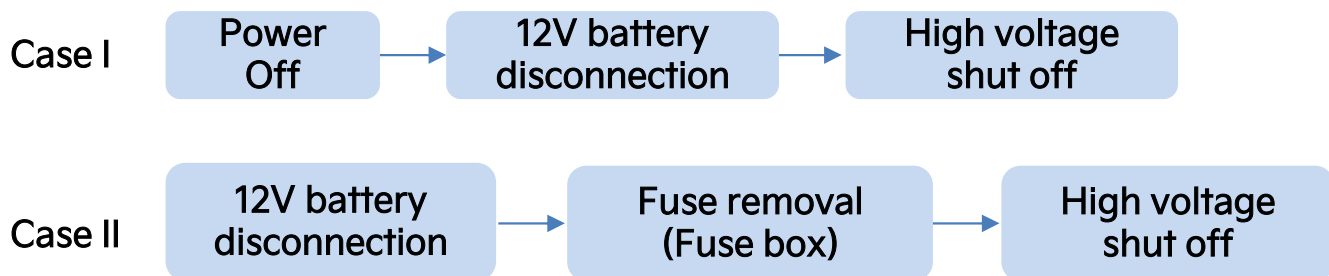 Case I
Power
Off
12V battery
disconnection
High voltage
shut off
Case II
12V battery
disconnection
Fuse removal
(Fuse box)
High voltage
shut off